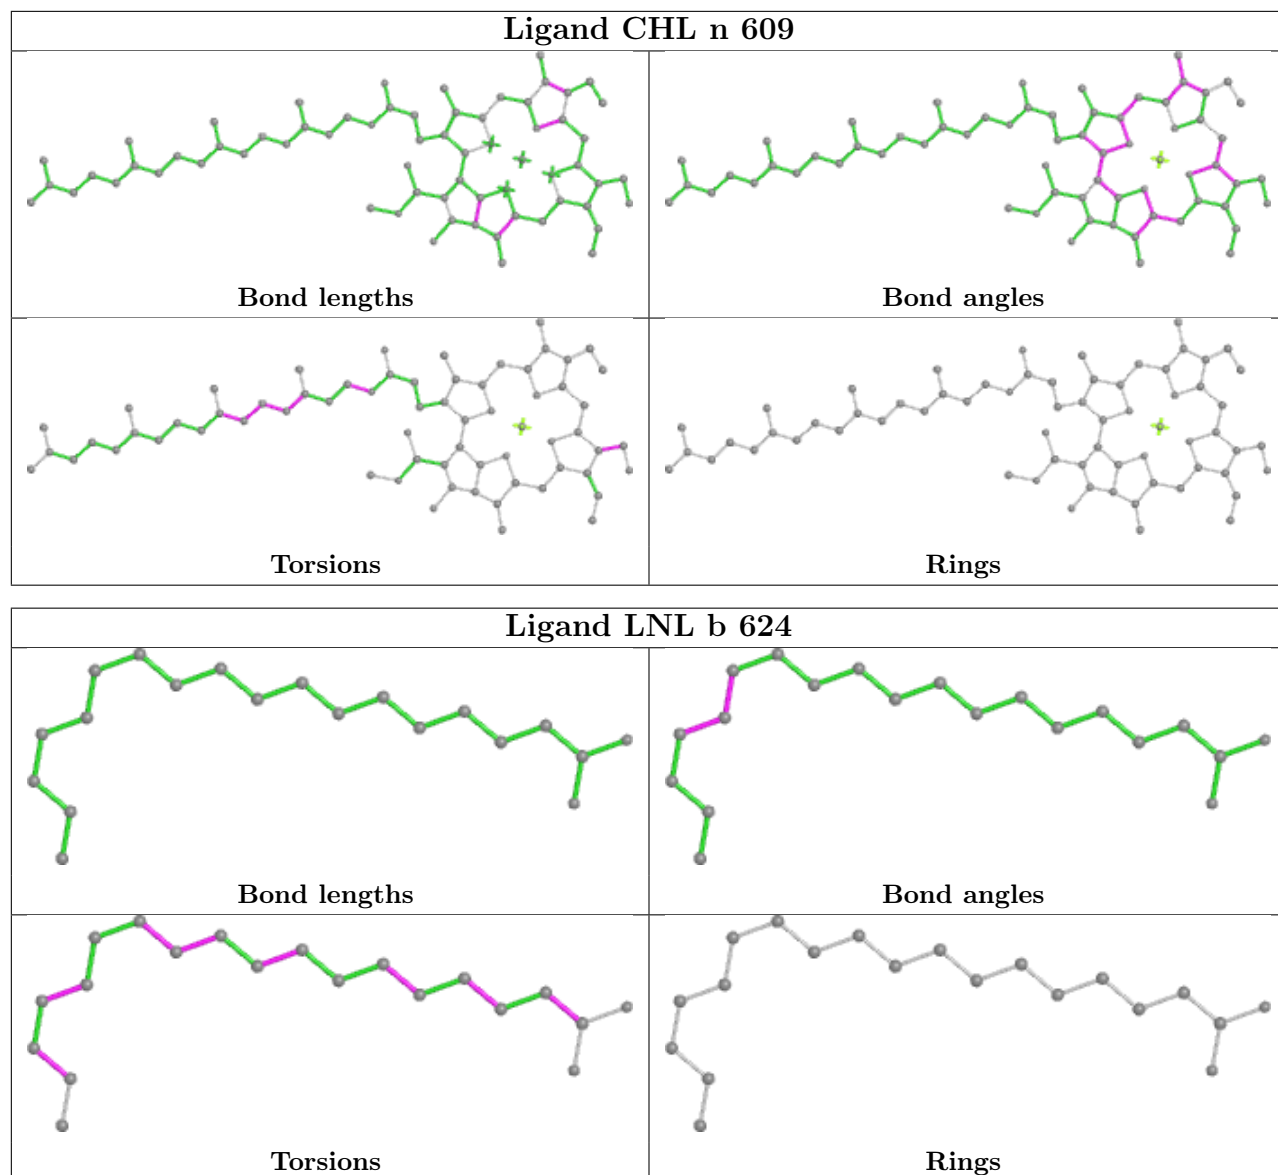 Ligand CHL n 609
Bond lengths
Bond angles
Torsions
Rings
Ligand LNL b 624
Bond lengths
Bond angles
Torsions
Rings